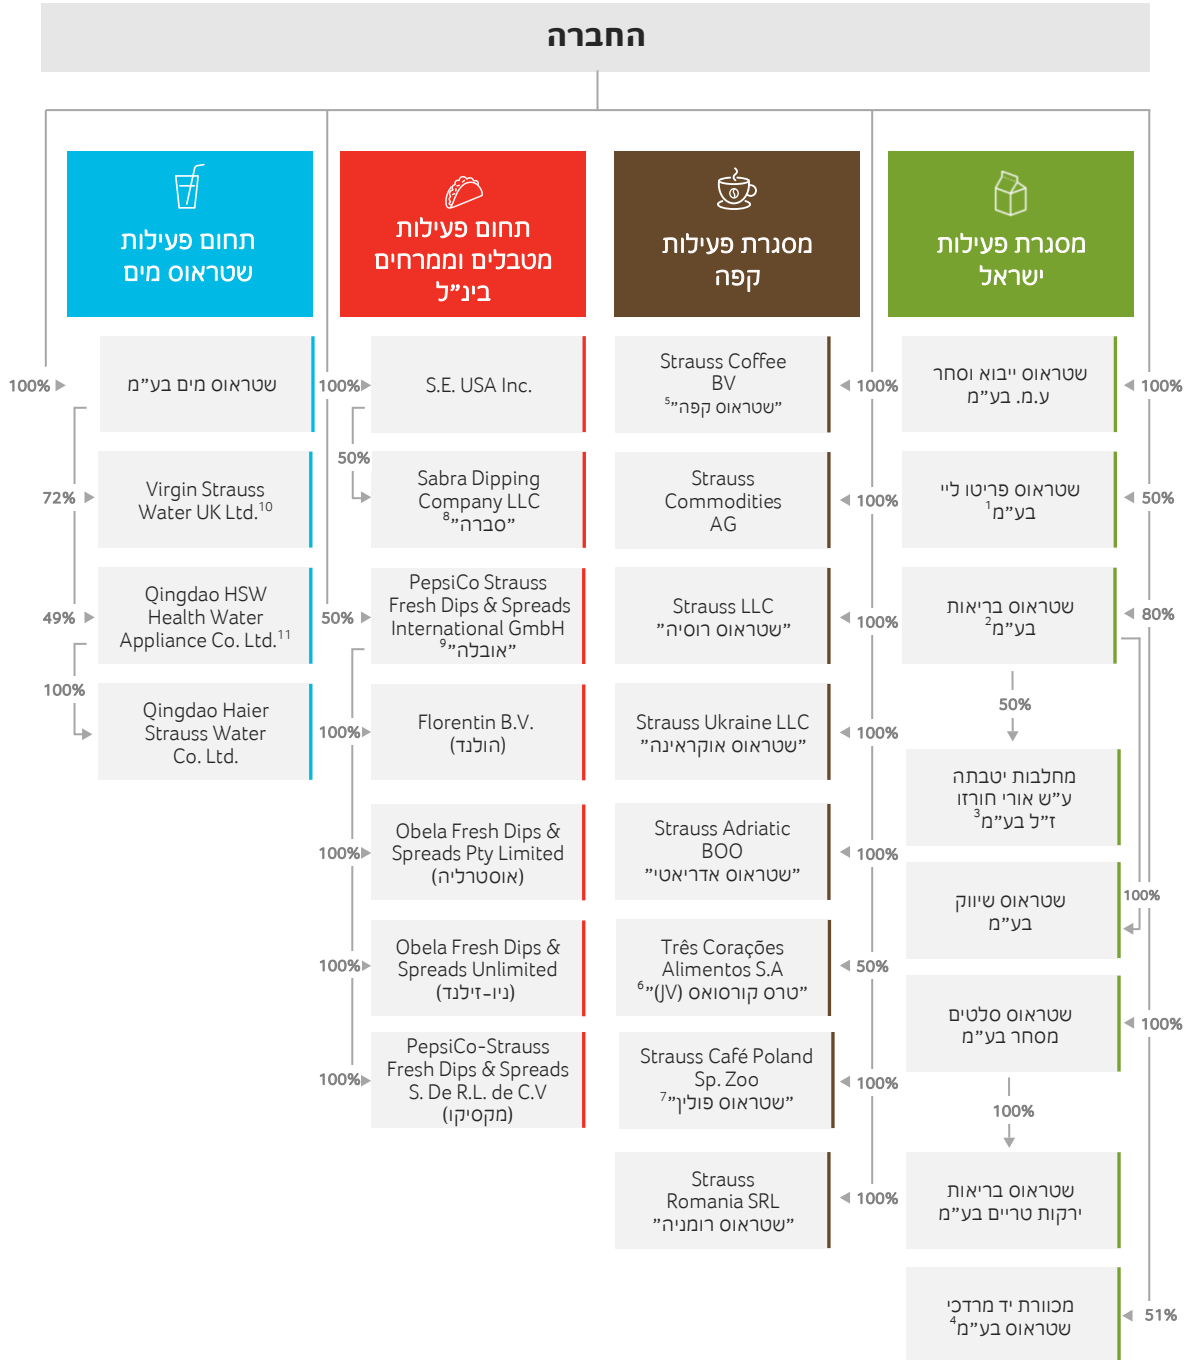 החברה
מסגרת פעילות
ישראל
שטראוס ייבוא וסחר
ע.מ. בע"מ
100%
שטראוס פריטו ליי
בע"מ1
50%
שטראוס בריאות
בע"מ2
80%
50%
מחלבות יטבתה
ע"ש אורי חורזו
ז"ל בע"מ3
שטראוס שיווק
בע"מ
100%
שטראוס סלטים
מסחר בע"מ
100%
100%
שטראוס בריאות
ירקות טריים בע"מ
מכוורת יד מרדכי
שטראוס בע"מ4
51%
מסגרת פעילות
קפה
Strauss Coffee
BV
"שטראוס קפה"5
100%
Strauss
Commodities
AG
100%
Strauss LLC
"שטראוס רוסיה"
100%
Strauss Ukraine LLC
"שטראוס אוקראינה"
100%
Strauss Adriatic
BOO
"שטראוס אדריאטי"
100%
Três Corações
Alimentos S.A
"טרס קורסואס (JV)"6
50%
Strauss Café Poland
Sp. Zoo
"שטראוס פולין"7
100%
Strauss
Romania SRL
"שטראוס רומניה"
100%
תחום פעילות
מטבלים וממרחים
בינ"ל
S.E. USA Inc.
100%
50%
Sabra Dipping
Company LLC
"סברה"8
PepsiCo Strauss
Fresh Dips & Spreads
International GmbH
"אובלה"9
50%
Florentin B.V.
(הולנד)
100%
Obela Fresh Dips &
Spreads Pty Limited
(אוסטרליה)
100%
Obela Fresh Dips &
Spreads Unlimited
(ניו-זילנד)
100%
PepsiCo-Strauss
Fresh Dips & Spreads
S. De R.L. de C.V
(מקסיקו)
100%
תחום פעילות
שטראוס מים
שטראוס מים בע"מ
100%
Virgin Strauss
Water UK Ltd.10
72%
Qingdao HSW
Health Water
Appliance Co. Ltd.11
49%
100%
Qingdao Haier
Strauss Water
Co. Ltd.